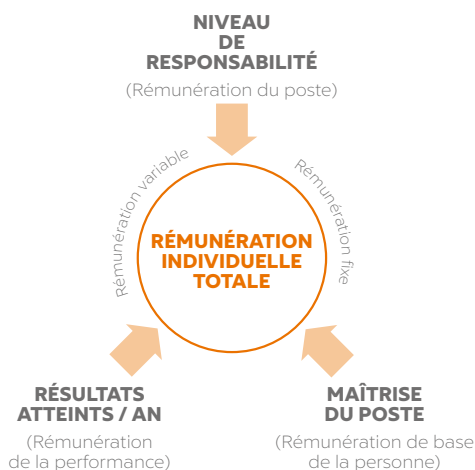 NIVEAU
DE
RESPONSABILITÉ
(Rémunération du poste)
Rémunération variable
Rémunération fixe
RÉMUNÉRATION
INDIVIDUELLE
TOTALE
RÉSULTATS
ATTEINTS / AN
(Rémunération
de la performance)
MAÎTRISE
DU POSTE
(Rémunération de base
de la personne)